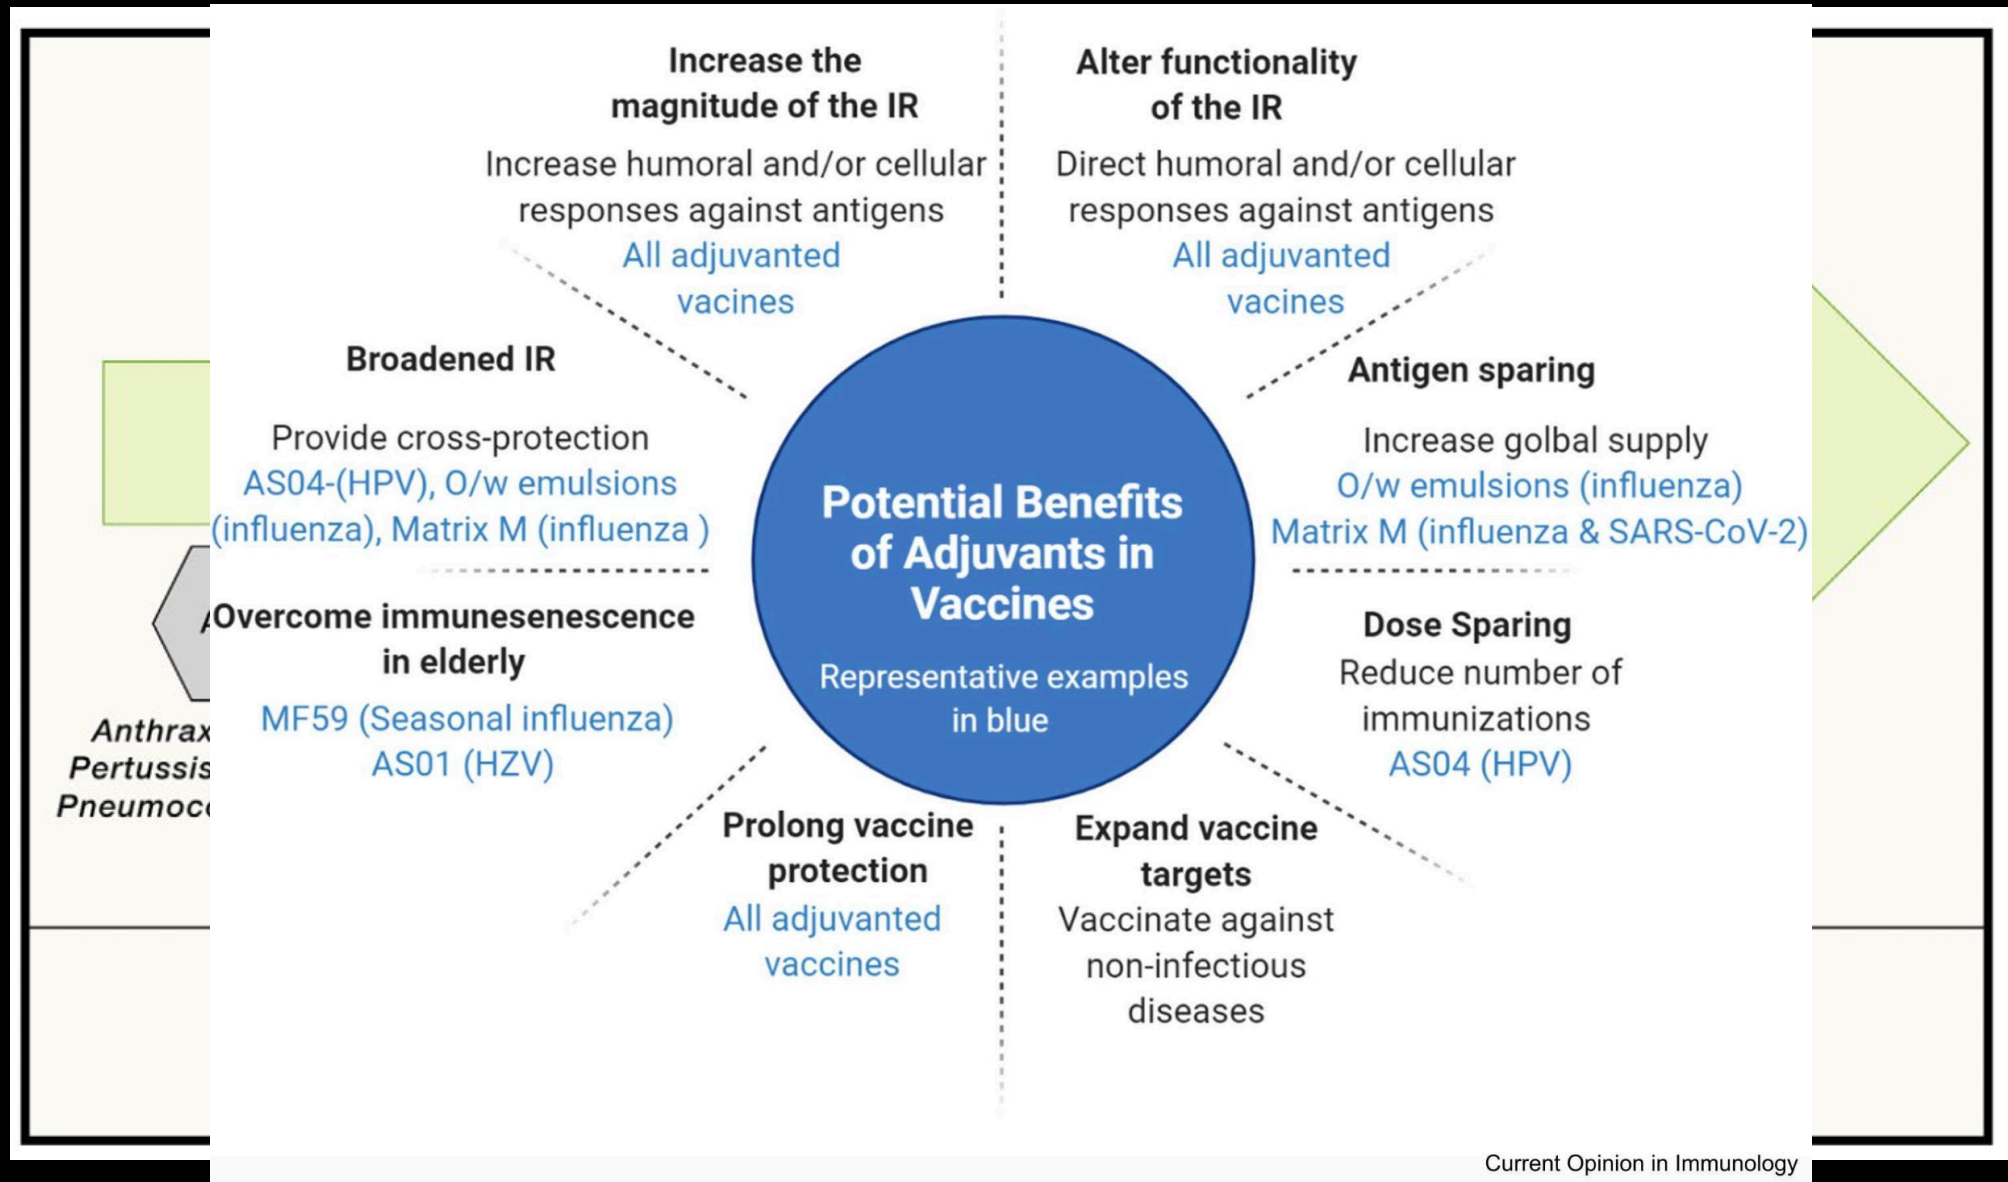 Increase the
magnitude of the IR
Increase humoral and/or cellular
responses against antigens
All adjuvanted
vacines
Alter functionality
of the IR
Direct humoral and/or cellular
responses against antigens
All adjuvanted
vacines
Broadened IR
Provide cross-protection
AS04-(HPV), O/w emulsions
(influenza), Matrix M (influenza )
Antigen sparing
Increase golbal supply
O/w emulsions (influenza)
Matrix M (influenza & SARS-CoV-2)
Potential Benefits
of Adjuvants in
Vaccines
Representative examples
in blue
Overcome immunesenescence
in elderly
MF59 (Seasonal influenza)
AS01 (HZV)
Dose Sparing
Reduce number of
immunizations
AS04 (HPV)
Anthrax
Pertussis
Prolong vaccine
protection
All adjuvanted
vaccines
Expand vaccine
targets
Vaccinate against
non-infectious
diseases
Current Opinion in Immunology